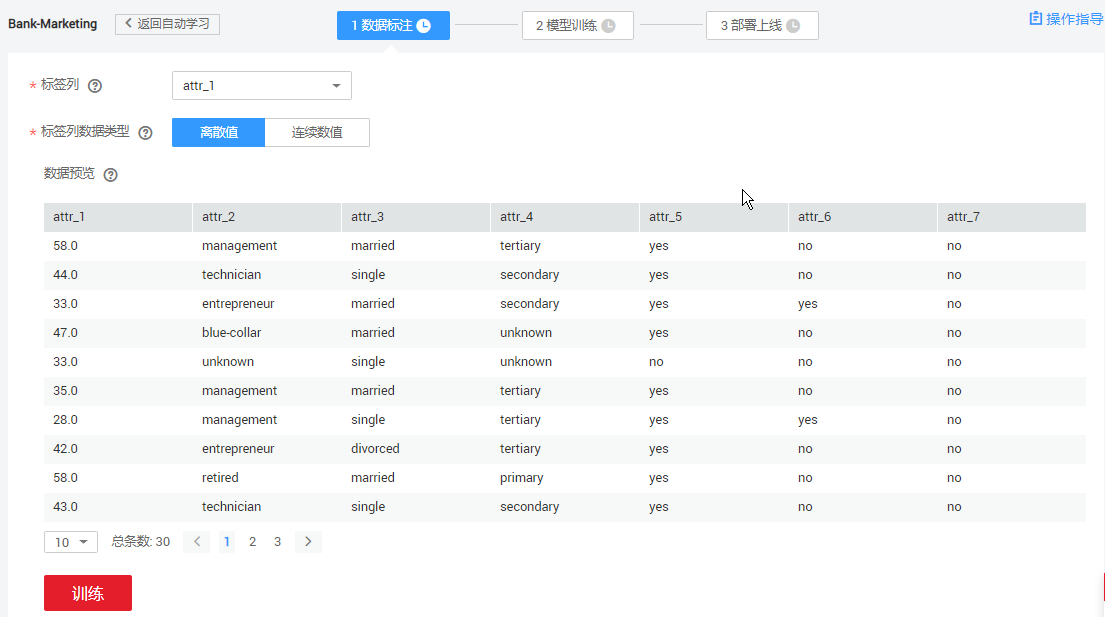 Bank-Marketing 返回自动学习 1 数据标注 2 模型训练 3 部署上线 操作指导
* 标签列 attr_1
* 标签列数据类型 离散值 连续数值
数据预览
attr_1 attr_2 attr_3 attr_4 attr_5 attr_6 attr_7
58.0 management married tertiary yes no no
44.0 technician single secondary yes no no
33.0 entrepreneur married secondary yes yes no
47.0 blue-collar married unknown yes no no
33.0 unknown single unknown no no no
35.0 management married tertiary yes no no
28.0 management single tertiary yes yes no
42.0 entrepreneur divorced tertiary yes no no
58.0 retired married primary yes no no
43.0 technician single secondary yes no no
10 总条数: 30 < 1 2 3 >
训练